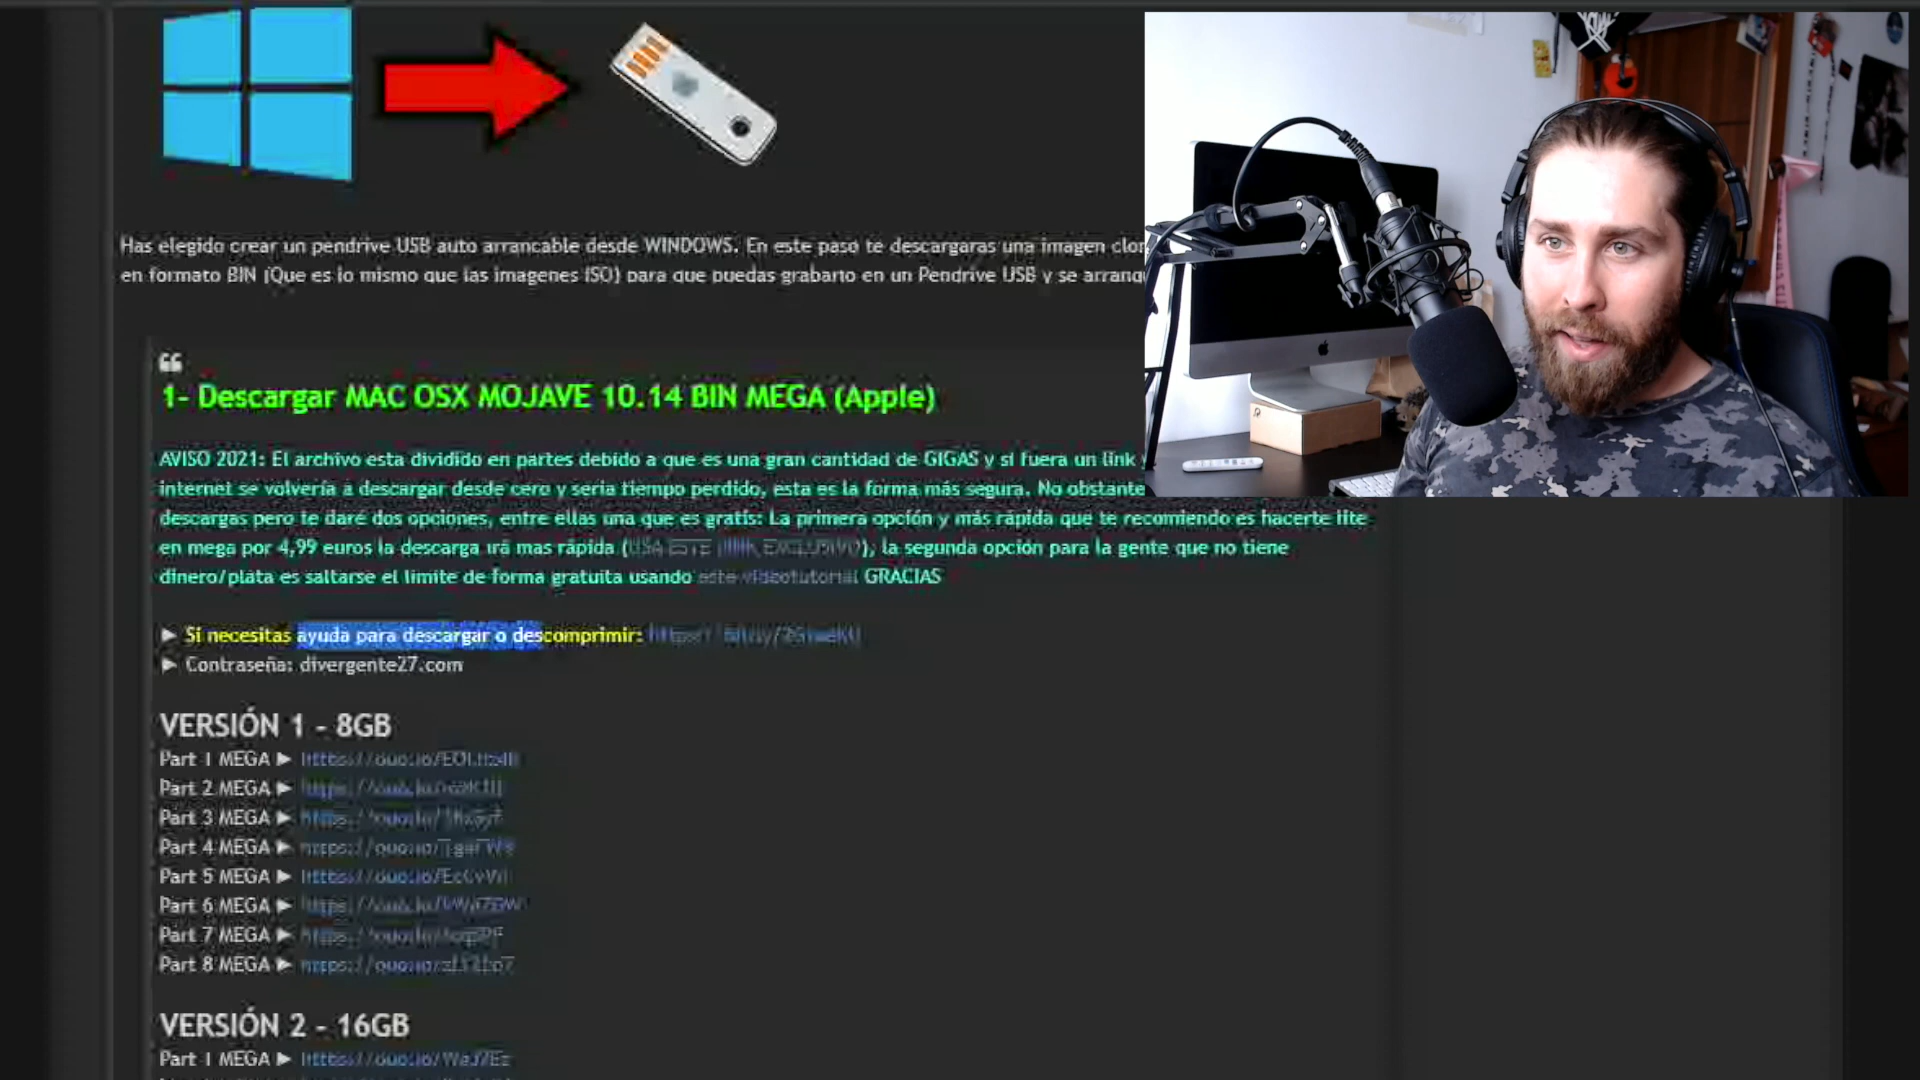 Has elegido crear un pendrive USB auto arrancable desde WINDOWS. En este paso te descargaras una imagen clon
en formato BIN (Que es lo mismo que las imagenes ISO) para que puedas grabarlo en un Pendrive USB y se arranq
1- Descargar MAC OSX MOJAVE 10.14 BIN MEGA (Apple)
AVISO 2021: El archivo esta dividido en partes debido a que es una gran cantidad de GIGAS y si fuera un link
internet se volvería a descargar desde cero y seria tiempo perdido, esta es la forma más segura. No obstante
descargas pero te daré dos opciones, entre ellas una que es gratis: La primera opción y más rápida que te recomiendo es hacerte lite
en mega por 4,99 euros la descarga irá mas rápida (USA ESTE LINK EXCLUSIVO), la segunda opción para la gente que no tiene
dinero/plata es saltarse el limite de forma gratuita usando este videotutorial GRACIAS
► Si necesitas ayuda para descargar o descomprimir:
► Contraseña: divergente27.com
VERSIÓN 1 - 8GB
Part 1 MEGA ►
Part 2 MEGA ►
Part 3 MEGA ►
Part 4 MEGA ►
Part 5 MEGA ►
Part 6 MEGA ►
Part 7 MEGA ►
Part 8 MEGA ►
VERSIÓN 2 - 16GB
Part 1 MEGA ►